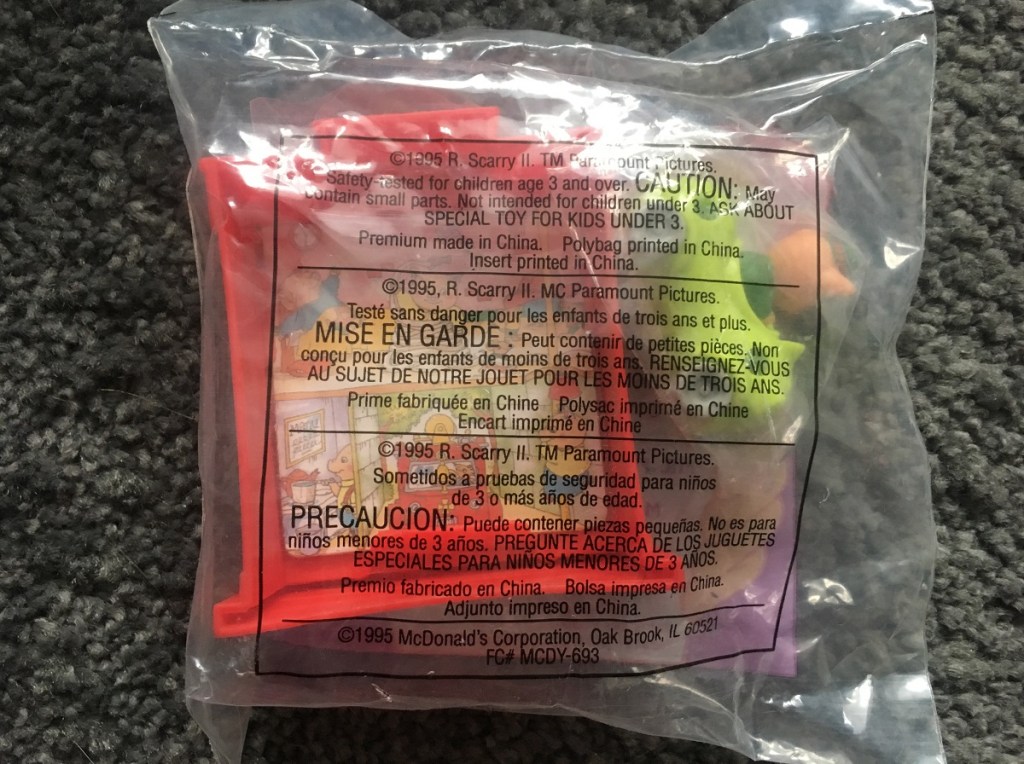 ©1995 R. Scarry II. TM Paramount Pictures.
Safety-tested for children age 3 and over. CAUTION: May
contain small parts. Not intended for children under 3. ASK ABOUT
SPECIAL TOY FOR KIDS UNDER 3.
Premium made in China. Polybag printed in China.
Insert printed in China.
©1995, R. Scarry II. MC Paramount Pictures.
Testé sans danger pour les enfants de trois ans et plus.
MISE EN GARDE : Peut contenir de petites pièces. Non
conçu pour les enfants de moins de trois ans. RENSEIGNEZ-VOUS
AU SUJET DE NOTRE JOUET POUR LES MOINS DE TROIS ANS.
Prime fabriquée en Chine Polysac imprimé en Chine
Encart imprimé en Chine
©1995 R. Scarry II. TM Paramount Pictures.
Sometidos a pruebas de seguridad para niños
de 3 o más años de edad.
PRECAUCION: Puede contener piezas pequeñas. No es para
niños menores de 3 años. PREGUNTE ACERCA DE LOS JUGUETES
ESPECIALES PARA NIÑOS MENORES DE 3 AÑOS.
Premio fabricado en China. Bolsa impresa en China.
Adjunto impreso en China.
©1995 McDonald's Corporation, Oak Brook, IL 60521
FC# MCDY-693